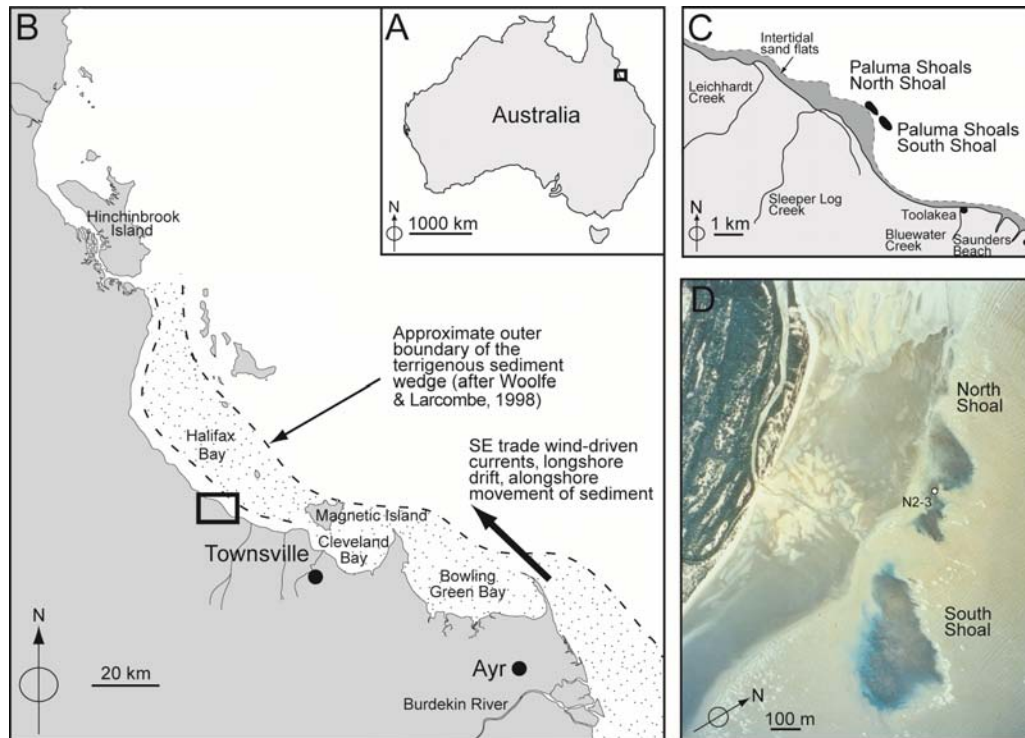 B
Hinchinbrook
Island
Approximate outer
boundary of the
terrigenous sediment
wedge (after Woolfe
& Larcombe, 1998)
Halifax
Bay
SE trade wind-driven
currents, longshore
drift, alongshore
movement of sediment
Magnetic Island
Cleveland
Bay
Townsville
Bowling
Green Bay
Ayr
Burdekin River
N
20 km
A
Australia
N
1000 km
C
Intertidal
sand flats
Leichhardt
Creek
Paluma Shoals
North Shoal
Paluma Shoals
South Shoal
Sleeper Log
Creek
Toolakea
Bluewater
Creek
Saunders
Beach
N
1 km
D
North
Shoal
N2-3
South
Shoal
N
100 m